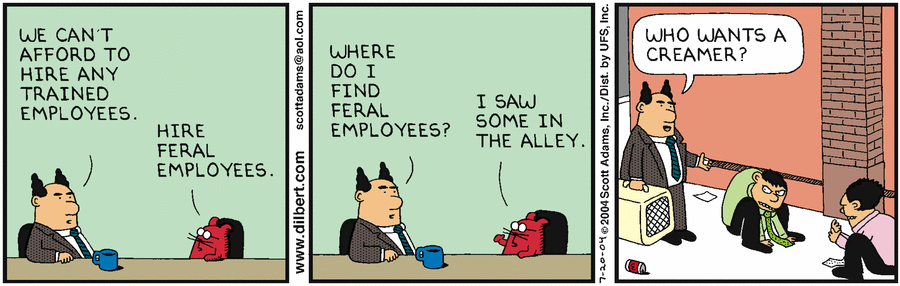 WE CAN'T
AFFORD TO
HIRE ANY
TRAINED
EMPLOYEES.
HIRE
FERAL
EMPLOYEES.
www.dilbert.com
scottadams@aol.com
WHERE
DO I
FIND
FERAL
EMPLOYEES?
I SAW
SOME IN
THE ALLEY.
7-20-04 © 2004 Scott Adams, Inc./Dist. by UFS, Inc.
WHO WANTS A
CREAMER?